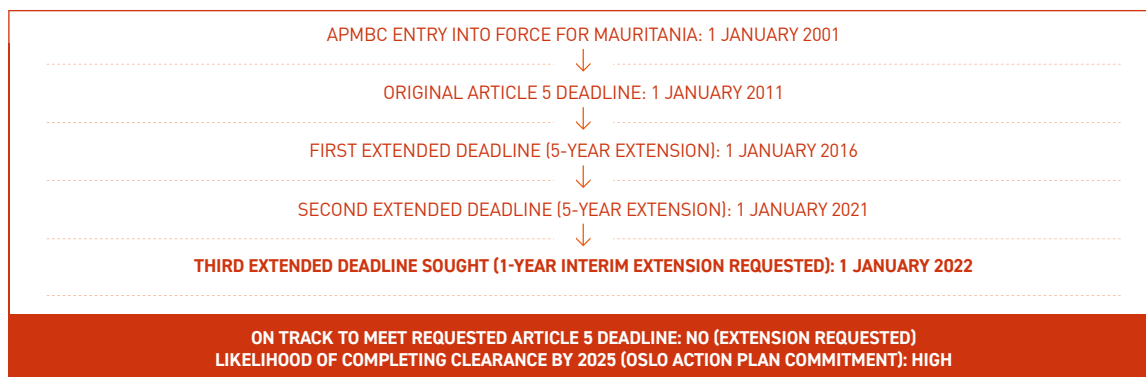 APMBC ENTRY INTO FORCE FOR MAURITANIA: 1 JANUARY 2001
ORIGINAL ARTICLE 5 DEADLINE: 1 JANUARY 2011
FIRST EXTENDED DEADLINE (5-YEAR EXTENSION): 1 JANUARY 2016
SECOND EXTENDED DEADLINE (5-YEAR EXTENSION): 1 JANUARY 2021
THIRD EXTENDED DEADLINE SOUGHT (1-YEAR INTERIM EXTENSION REQUESTED): 1 JANUARY 2022
ON TRACK TO MEET REQUESTED ARTICLE 5 DEADLINE: NO (EXTENSION REQUESTED)
LIKELIHOOD OF COMPLETING CLEARANCE BY 2025 (OSLO ACTION PLAN COMMITMENT): HIGH